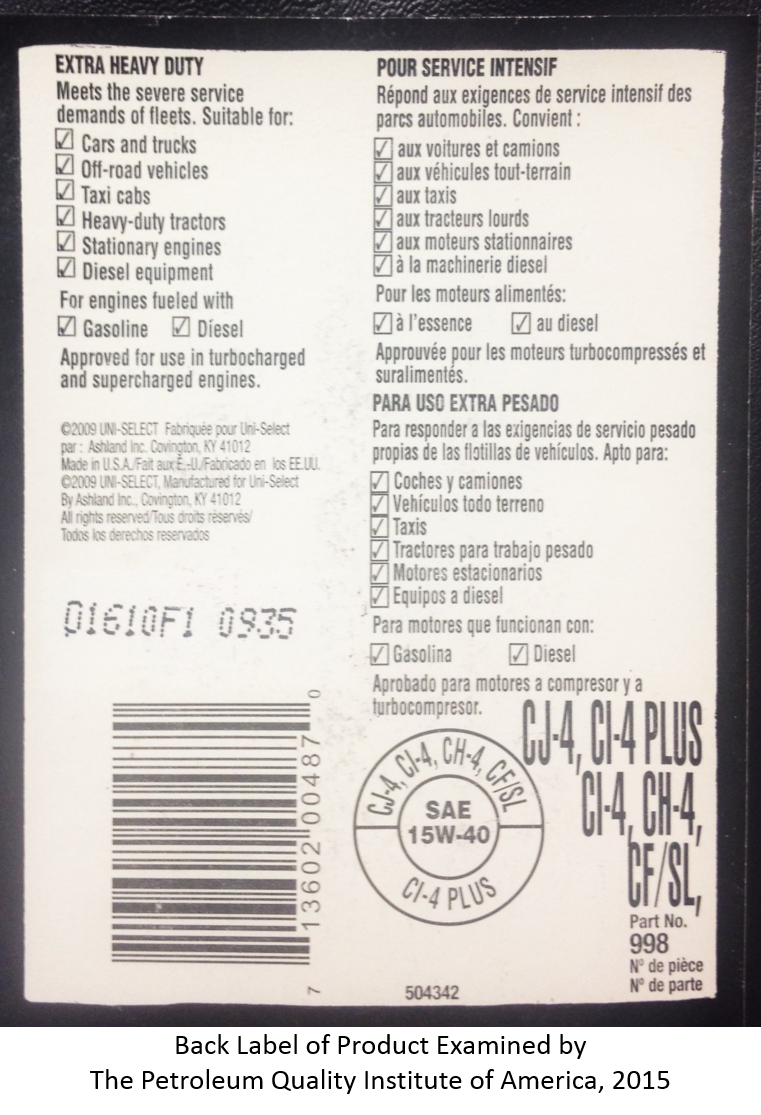 EXTRA HEAVY DUTY
Meets the severe service
demands of fleets. Suitable for:
Cars and trucks
Off-road vehicles
Taxi cabs
Heavy-duty tractors
Stationary engines
Diesel equipment
For engines fueled with
Gasoline Diesel
Approved for use in turbocharged
and supercharged engines.
©2009 UNI-SELECT Fabriquée pour Uni-Select
par : Ashland Inc. Covington, KY 41012
Made in U.S.A./Fait aux É.-U./Fabricado en los EE.UU.
©2009 UNI-SELECT, Manufactured for Uni-Select
By Ashland Inc., Covington, KY 41012
All rights reserved/Tous droits réservés/
Todos los derechos reservados
D1610F1 0935
7 13602 00487 0
POUR SERVICE INTENSIF
Répond aux exigences de service intensif des
parcs automobiles. Convient :
aux voitures et camions
aux véhicules tout-terrain
aux taxis
aux tracteurs lourds
aux moteurs stationnaires
à la machinerie diesel
Pour les moteurs alimentés:
à l'essence au diesel
Approuvée pour les moteurs turbocompressés et
suralimentés.
PARA USO EXTRA PESADO
Para responder a las exigencias de servicio pesado
propias de las flotillas de vehículos. Apto para:
Coches y camiones
Vehículos todo terreno
Taxis
Tractores para trabajo pesado
Motores estacionarios
Equipos a diesel
Para motores que funcionan con:
Gasolina Diesel
Aprobado para motores a compresor y a
turbocompresor.
CJ-4, CI-4, CH-4, CF/SL
SAE
15W-40
CI-4 PLUS
CJ-4, CI-4 PLUS
CI-4, CH-4,
CF/SL,
Part No.
998
N° de pièce
N° de parte
504342
Back Label of Product Examined by
The Petroleum Quality Institute of America, 2015